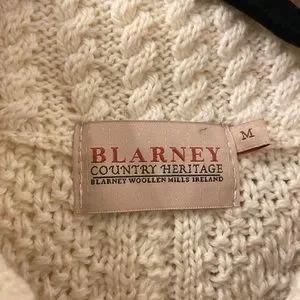 BLARNEY
COUNTRY HERITAGE
BLARNEY WOOLLEN MILLS IRELAND
M